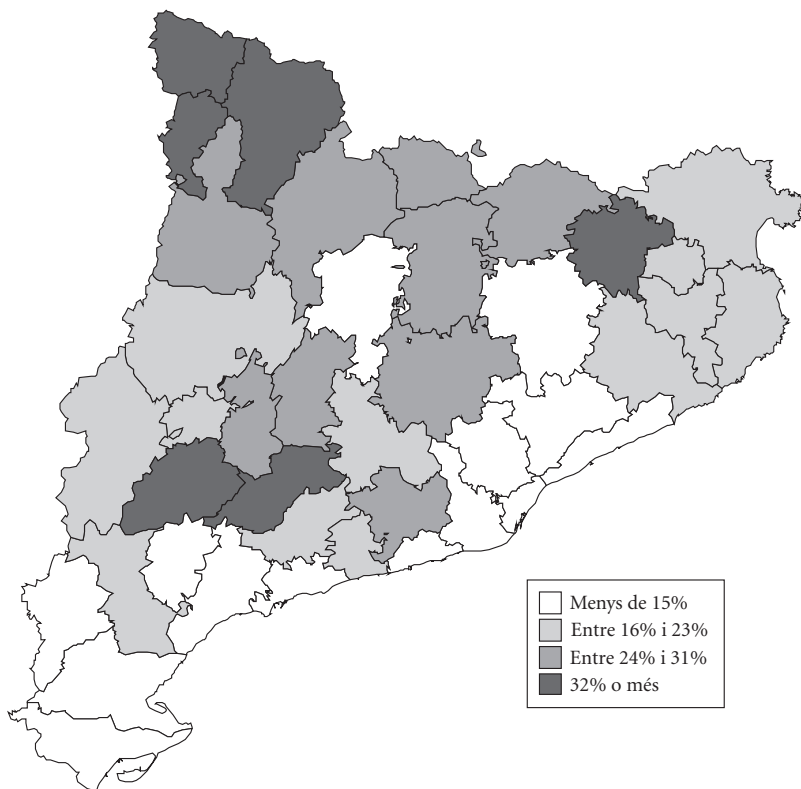 Menys de 15%
Entre 16% i 23%
Entre 24% i 31%
32% o més